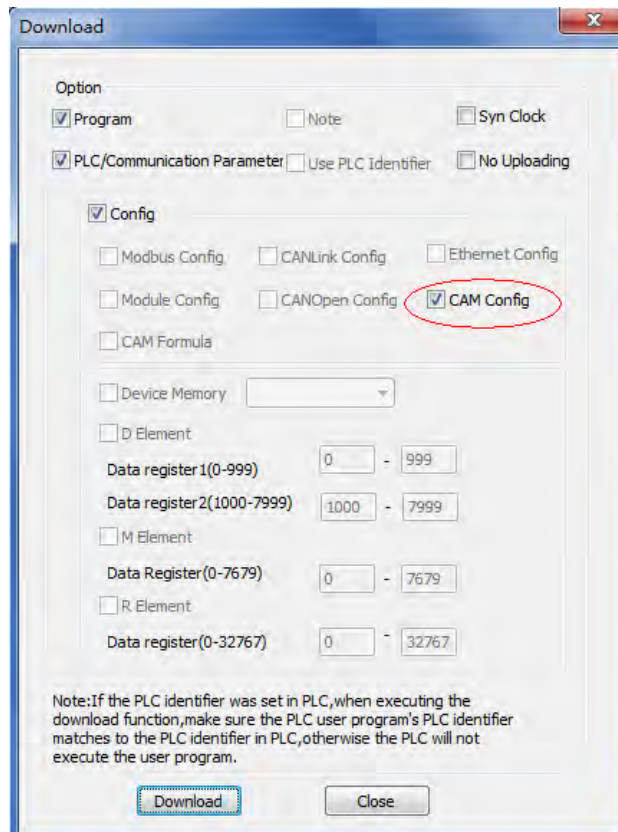 Download
Option
Program Note Syn Clock
PLC/Communication Parameter Use PLC Identifier No Uploading
Config
Modbus Config CANLink Config Ethernet Config
Module Config CANOpen Config CAM Config
CAM Formula
Device Memory
D Element
Data register1(0-999) 0 - 999
Data register2(1000-7999) 1000 - 7999
M Element
Data Register(0-7679) 0 - 7679
R Element
Data register(0-32767) 0 - 32767
Note:If the PLC identifier was set in PLC,when executing the
download function,make sure the PLC user program's PLC identifier
matches to the PLC identifier in PLC,otherwise the PLC will not
execute the user program.
Download Close